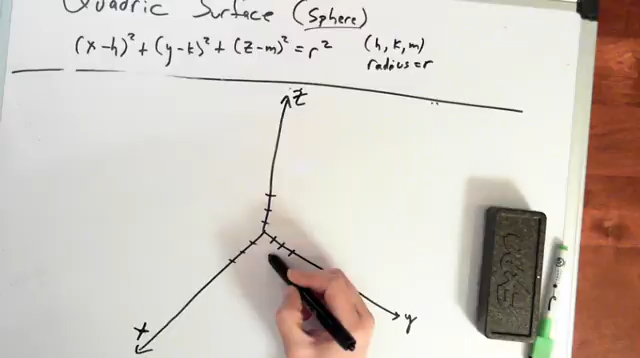 Quadric Surface (Sphere)
(x-h)² + (y-k)² + (z-m)² = r² (h, k, m)
radius = r
z
x
y